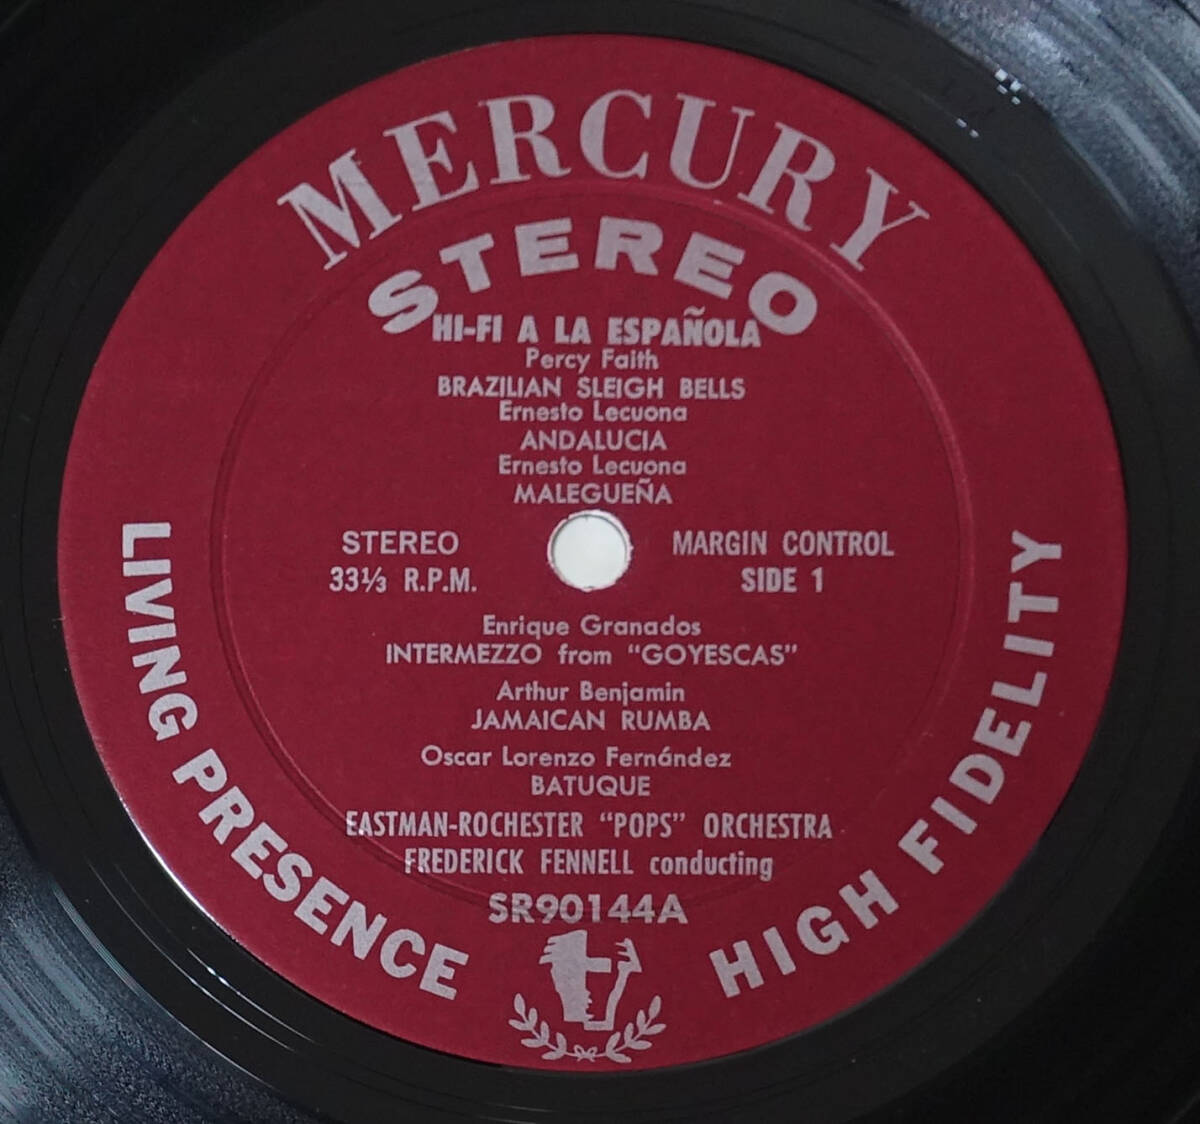 MERCURY
STEREO
HI-FI A LA ESPAÑOLA
Percy Faith
BRAZILIAN SLEIGH BELLS
Ernesto Lecuona
ANDALUCIA
Ernesto Lecuona
MALEGUEÑA
STEREO
33⅓ R.P.M.
MARGIN CONTROL
SIDE 1
Enrique Granados
INTERMEZZO from "GOYESCAS"
Arthur Benjamin
JAMAICAN RUMBA
Oscar Lorenzo Fernández
BATUQUE
EASTMAN-ROCHESTER "POPS" ORCHESTRA
FREDERICK FENNELL conducting
SR90144A
LIVING PRESENCE
HIGH FIDELITY